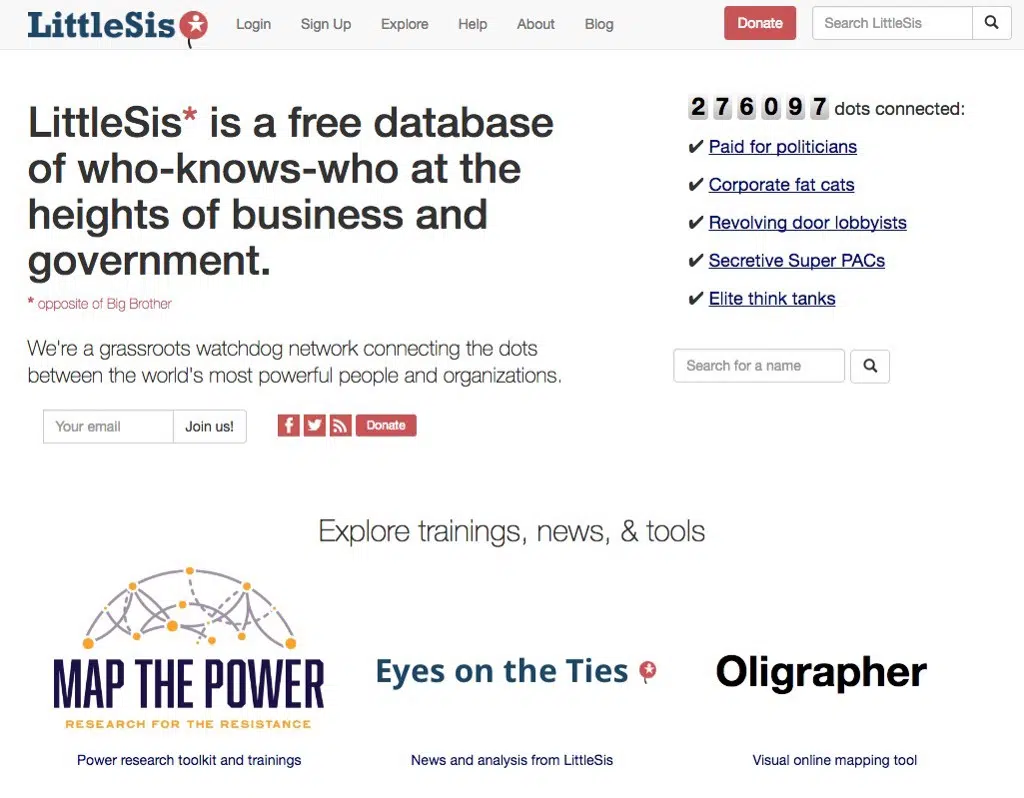 LittleSis
Login Sign Up Explore Help About Blog
Donate
Search LittleSis
LittleSis* is a free database
of who-knows-who at the
heights of business and
government.
* opposite of Big Brother
We're a grassroots watchdog network connecting the dots
between the world's most powerful people and organizations.
Your email Join us!
Donate
276097 dots connected:
✔ Paid for politicians
✔ Corporate fat cats
✔ Revolving door lobbyists
✔ Secretive Super PACs
✔ Elite think tanks
Search for a name
Explore trainings, news, & tools
MAP THE POWER
RESEARCH FOR THE RESISTANCE
Power research toolkit and trainings
Eyes on the Ties
News and analysis from LittleSis
Oligrapher
Visual online mapping tool